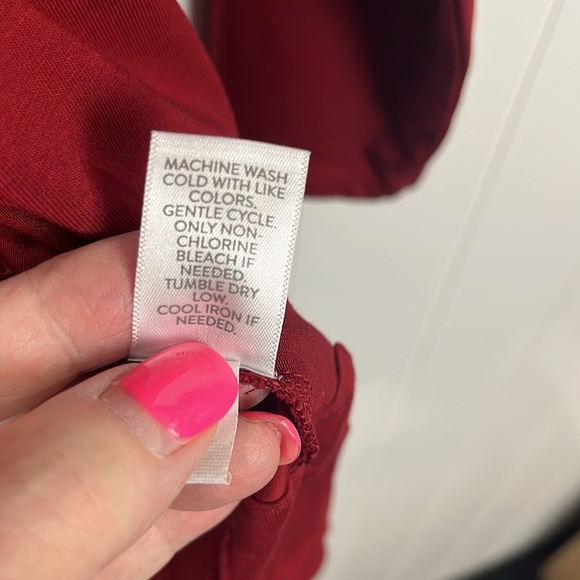 MACHINE WASH
COLD WITH LIKE
COLORS.
GENTLE CYCLE.
ONLY NON-
CHLORINE
BLEACH IF
NEEDED.
TUMBLE DRY
LOW.
COOL IRON IF
NEEDED.